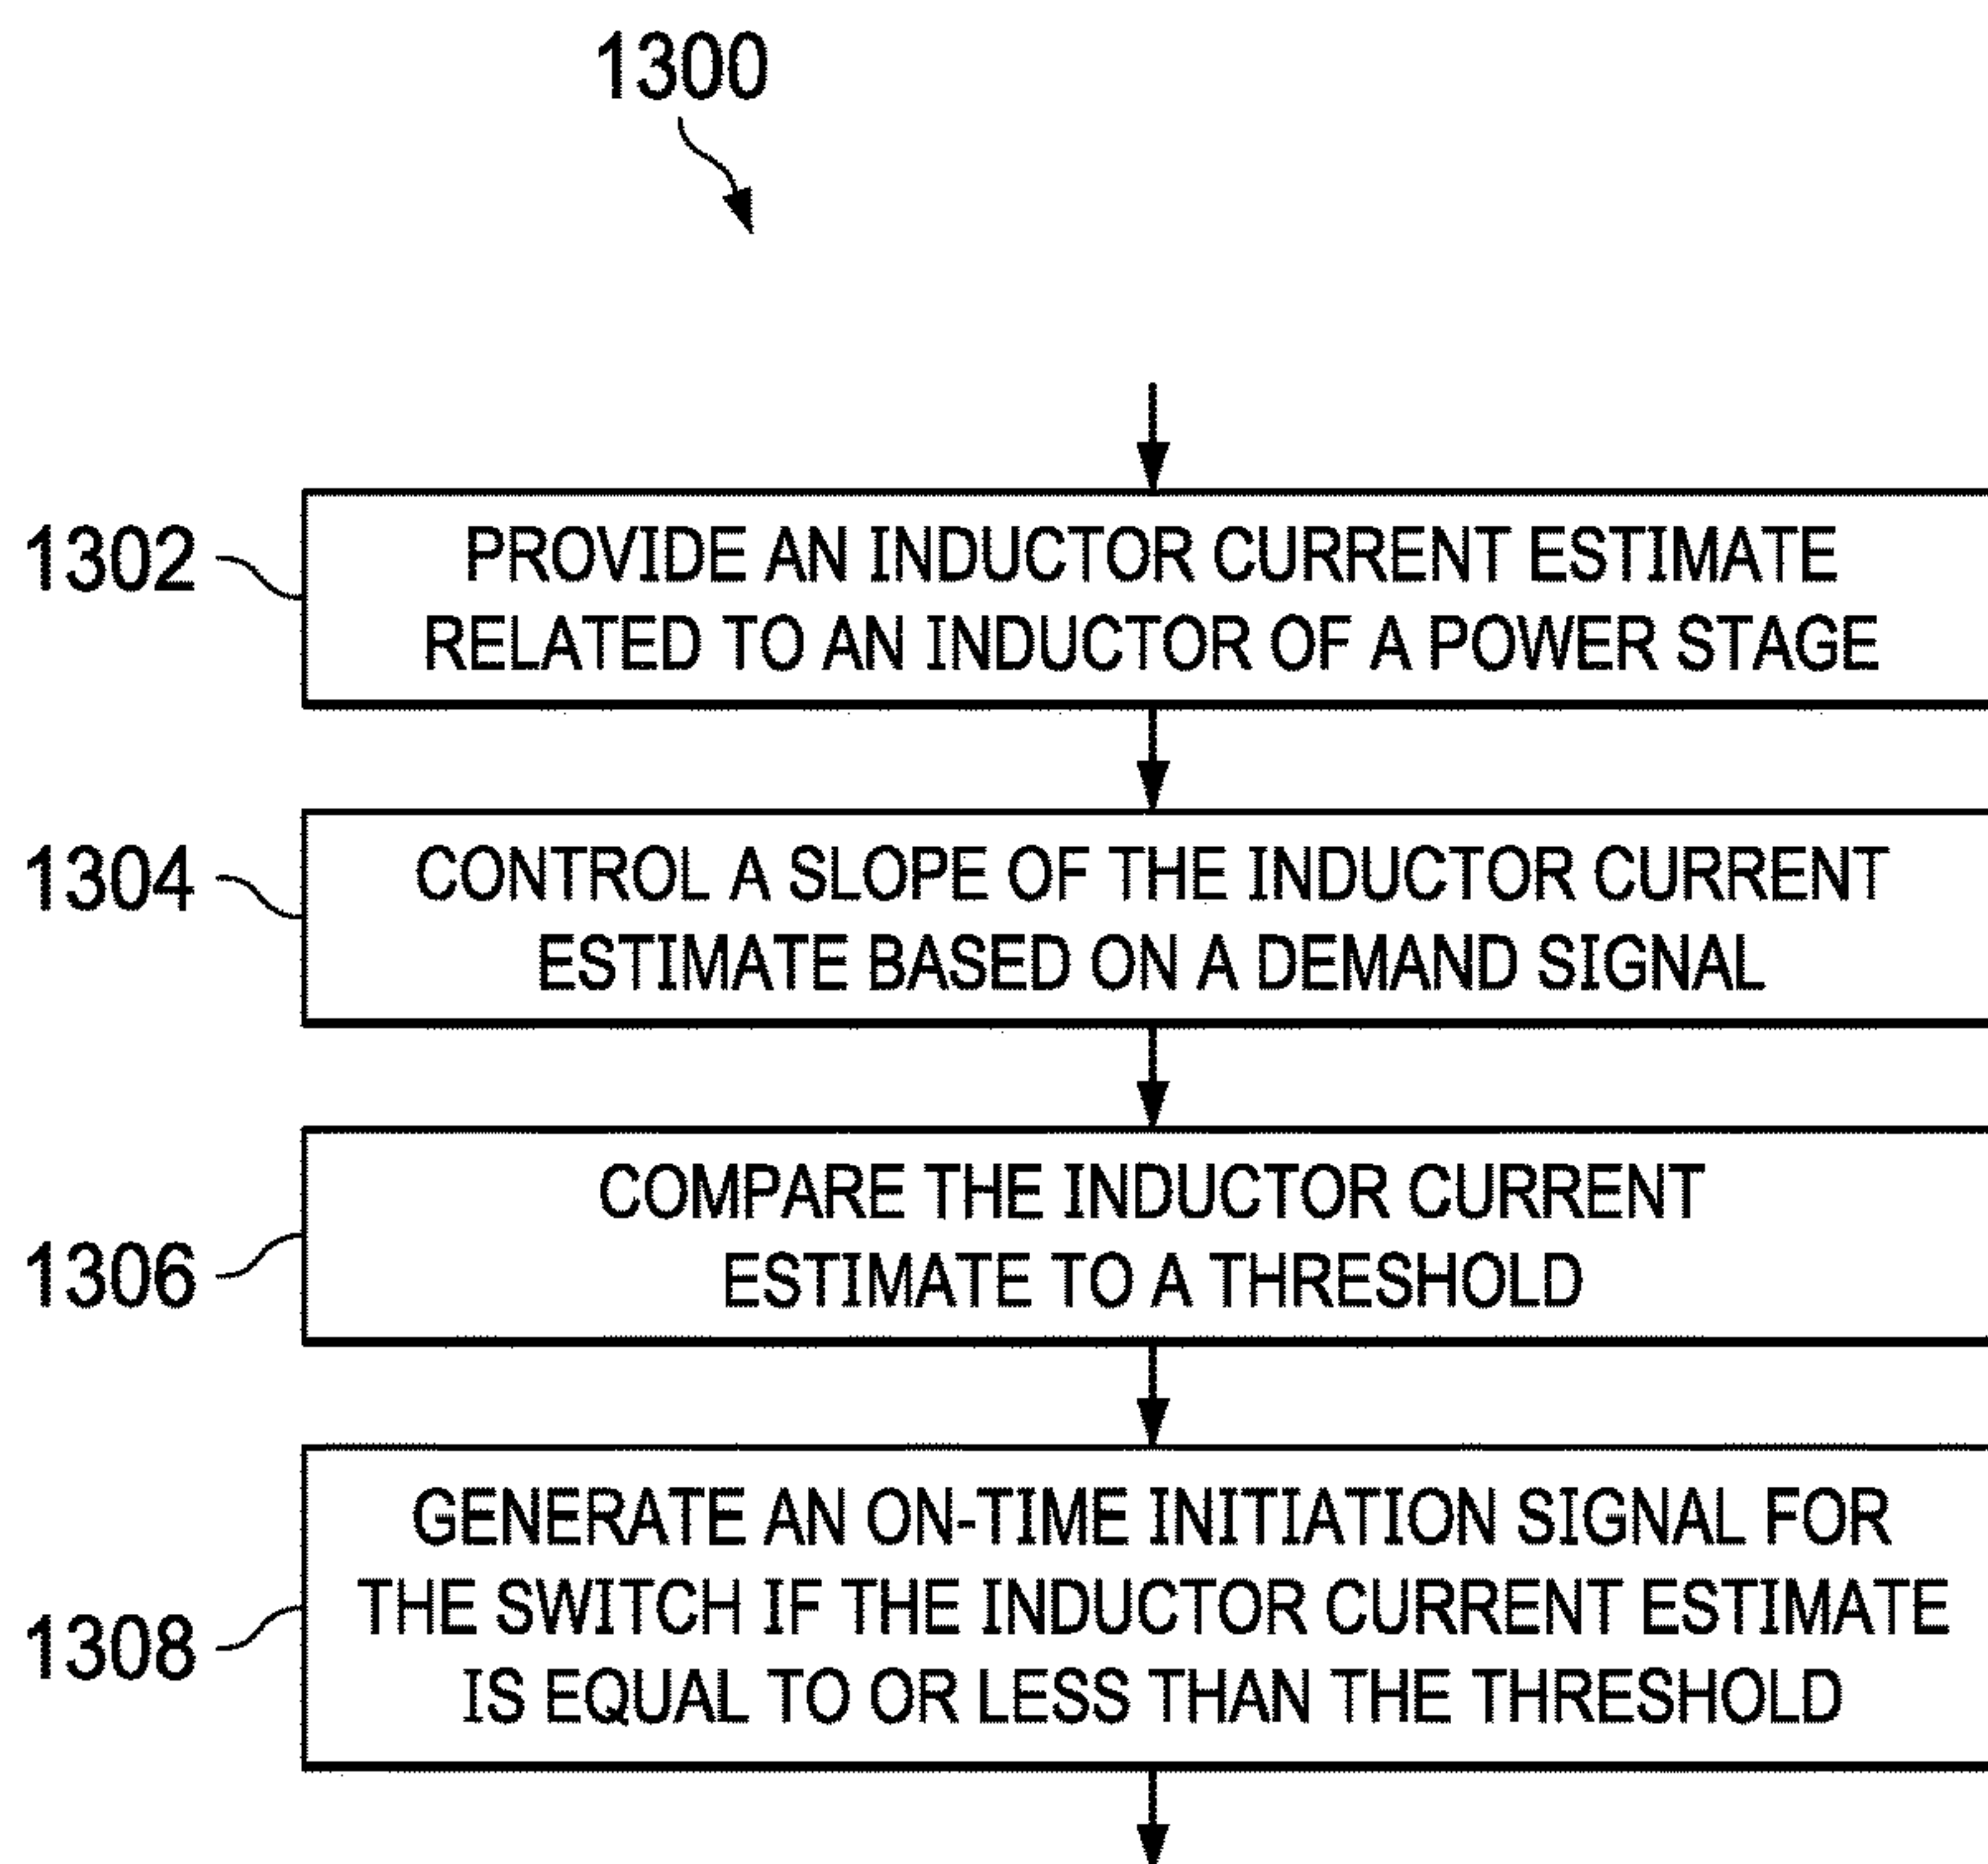 1300
1302
PROVIDE AN INDUCTOR CURRENT ESTIMATE
RELATED TO AN INDUCTOR OF A POWER STAGE
1304
CONTROL A SLOPE OF THE INDUCTOR CURRENT
ESTIMATE BASED ON A DEMAND SIGNAL
1306
COMPARE THE INDUCTOR CURRENT
ESTIMATE TO A THRESHOLD
1308
GENERATE AN ON-TIME INITIATION SIGNAL FOR
THE SWITCH IF THE INDUCTOR CURRENT ESTIMATE
IS EQUAL TO OR LESS THAN THE THRESHOLD